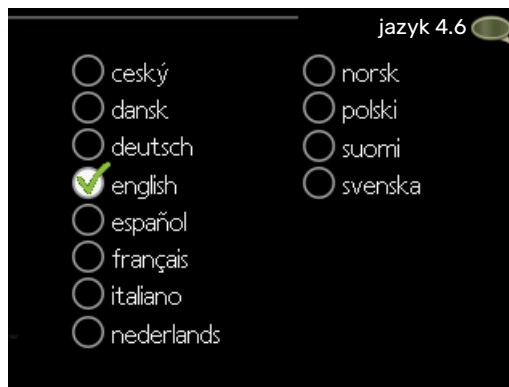 jazyk 4.6
ceský
dansk
deutsch
english
español
français
italiano
nederlands
norsk
polski
suomi
svenska